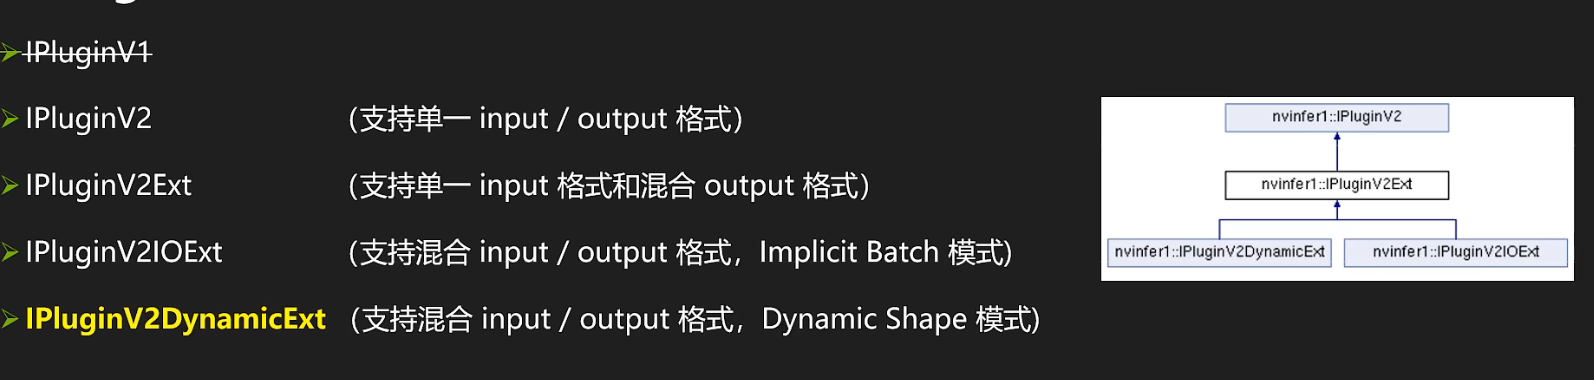 IPluginV1
IPluginV2 (支持单一 input / output 格式)
IPluginV2Ext (支持单一 input 格式和混合 output 格式)
IPluginV2IOExt (支持混合 input / output 格式，Implicit Batch 模式)
IPluginV2DynamicExt (支持混合 input / output 格式，Dynamic Shape 模式)
nvinfer1::IPluginV2
nvinfer1::IPluginV2Ext
nvinfer1::IPluginV2DynamicExt
nvinfer1::IPluginV2IOExt